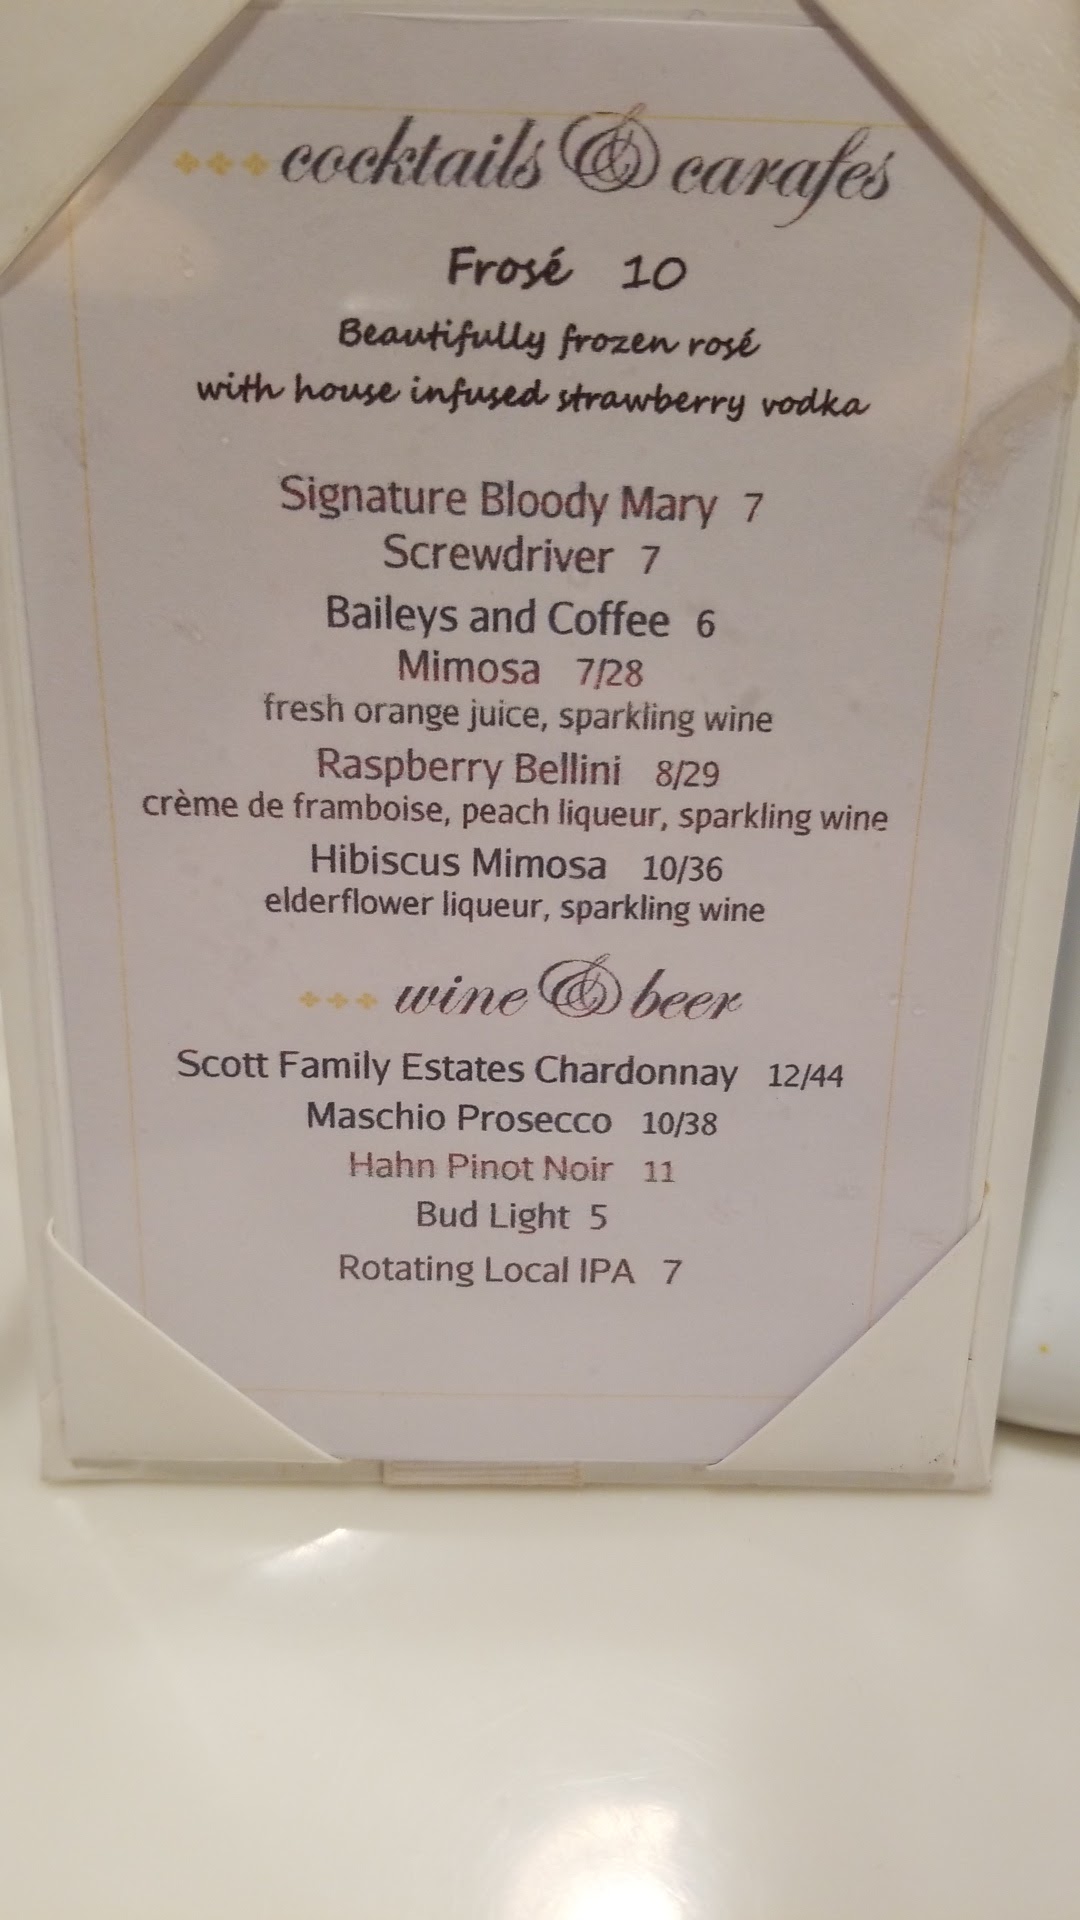 cocktails & carafes
Frosé 10
Beautifully frozen rosé
with house infused strawberry vodka
Signature Bloody Mary 7
Screwdriver 7
Baileys and Coffee 6
Mimosa 7/28
fresh orange juice, sparkling wine
Raspberry Bellini 8/29
crème de framboise, peach liqueur, sparkling wine
Hibiscus Mimosa 10/36
elderflower liqueur, sparkling wine
wine & beer
Scott Family Estates Chardonnay 12/44
Maschio Prosecco 10/38
Hahn Pinot Noir 11
Bud Light 5
Rotating Local IPA 7